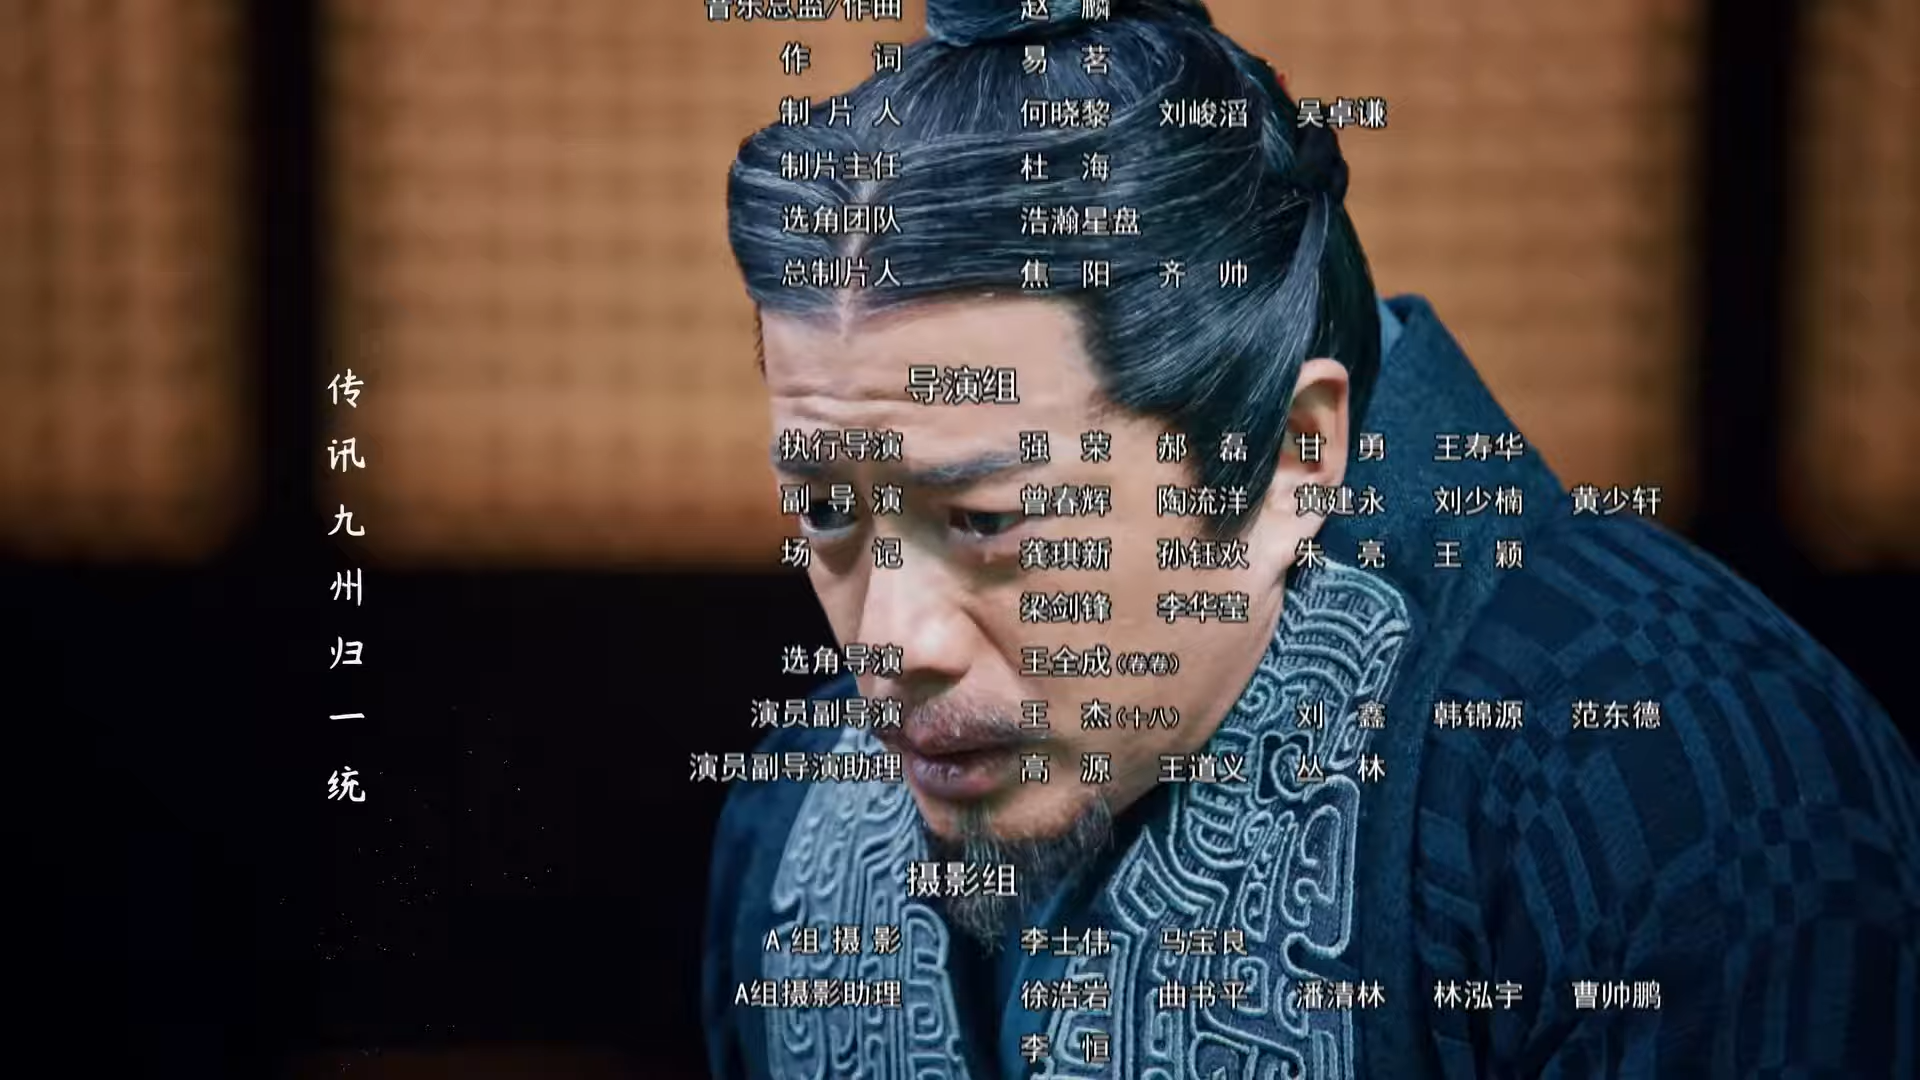 音乐总监/作曲 赵麟
作词 易茗
制片人 何晓黎 刘峻滔 吴卓谦
制片主任 杜海
选角团队 浩瀚星盘
总制片人 焦阳 齐帅
导演组
执行导演 强荣 郝磊 甘勇 王寿华
副导演 曾春辉 陶流洋 黄建永 刘少楠 黄少轩
场记 龚琪新 孙钰欢 朱亮 王颖
梁剑锋 李华莹
选角导演 王全成(卷卷)
演员副导演 王杰(十八) 刘鑫 韩锦源 范东德
演员副导演助理 高源 王道义 丛林
摄影组
A组摄影 李士伟 马宝良
A组摄影助理 徐浩岩 曲书平 潘清林 林泓宇 曹帅鹏
李恒
传讯九州归一统